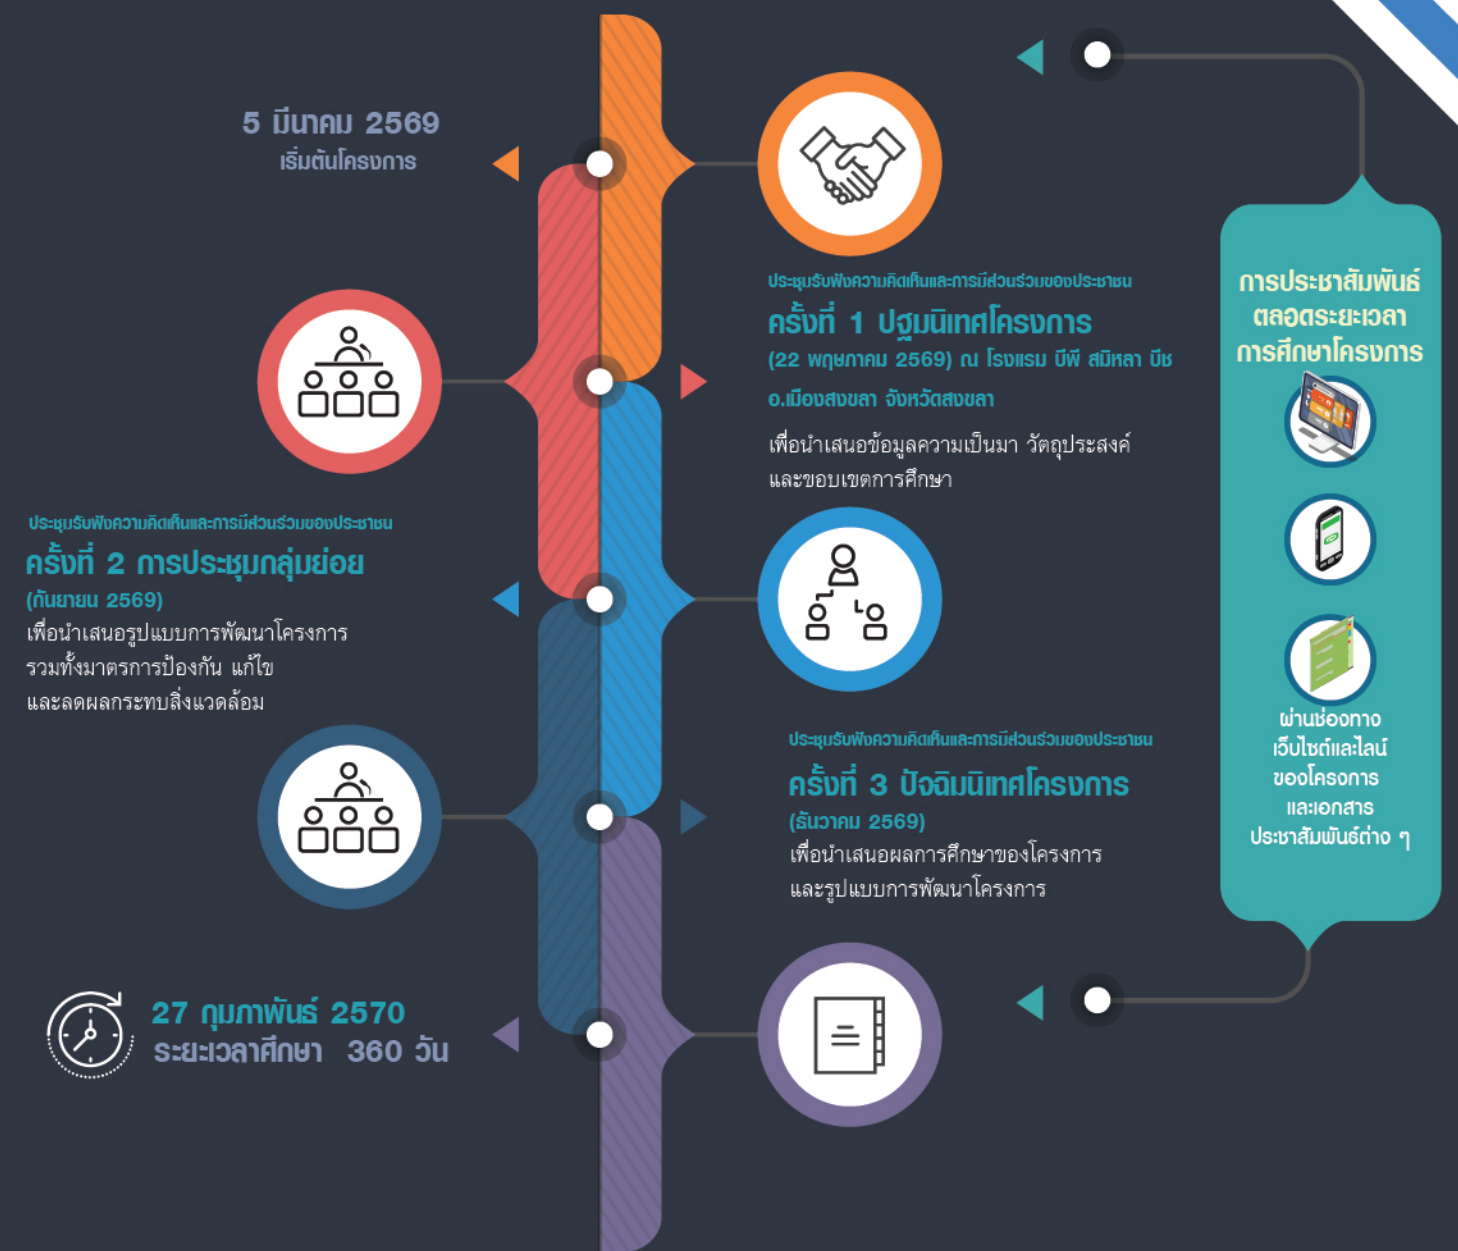 5 มีนาคม 2569
เริ่มต้นโครงการ
ประชุมรับฟังความคิดเห็นและการมีส่วนร่วมของประชาชน
ครั้งที่ 1 ปฐมนิเทศโครงการ
(22 พฤษภาคม 2569) ณ โรงแรม บีพี สมิหลา บีช
อ.เมืองสงขลา จังหวัดสงขลา
เพื่อนำเสนอข้อมูลความเป็นมา วัตถุประสงค์
และขอบเขตการศึกษา
ประชุมรับฟังความคิดเห็นและการมีส่วนร่วมของประชาชน
ครั้งที่ 2 การประชุมกลุ่มย่อย
(กันยายน 2569)
เพื่อนำเสนอรูปแบบการพัฒนาโครงการ
รวมทั้งมาตรการป้องกัน แก้ไข
และลดผลกระทบสิ่งแวดล้อม
ประชุมรับฟังความคิดเห็นและการมีส่วนร่วมของประชาชน
ครั้งที่ 3 ปัจฉิมนิเทศโครงการ
(ธันวาคม 2569)
เพื่อนำเสนอผลการศึกษาของโครงการ
และรูปแบบการพัฒนาโครงการ
27 กุมภาพันธ์ 2570
ระยะเวลาศึกษา 360 วัน
การประชาสัมพันธ์
ตลอดระยะเวลา
การศึกษาโครงการ
ผ่านช่องทาง
เว็บไซต์และไลน์
ของโครงการ
และเอกสาร
ประชาสัมพันธ์ต่าง ๆ